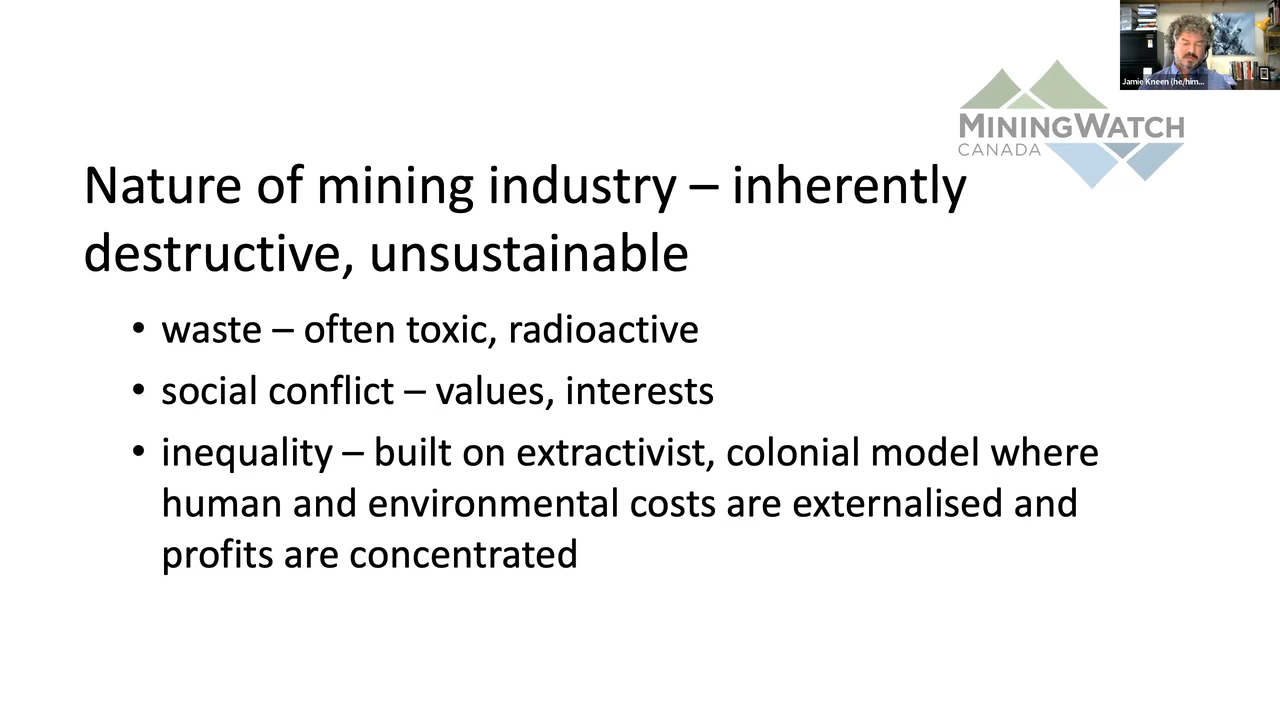 Jamie Kneen (he/him...
MININGWATCH
CANADA
Nature of mining industry – inherently
destructive, unsustainable
• waste – often toxic, radioactive
• social conflict – values, interests
• inequality – built on extractivist, colonial model where
human and environmental costs are externalised and
profits are concentrated